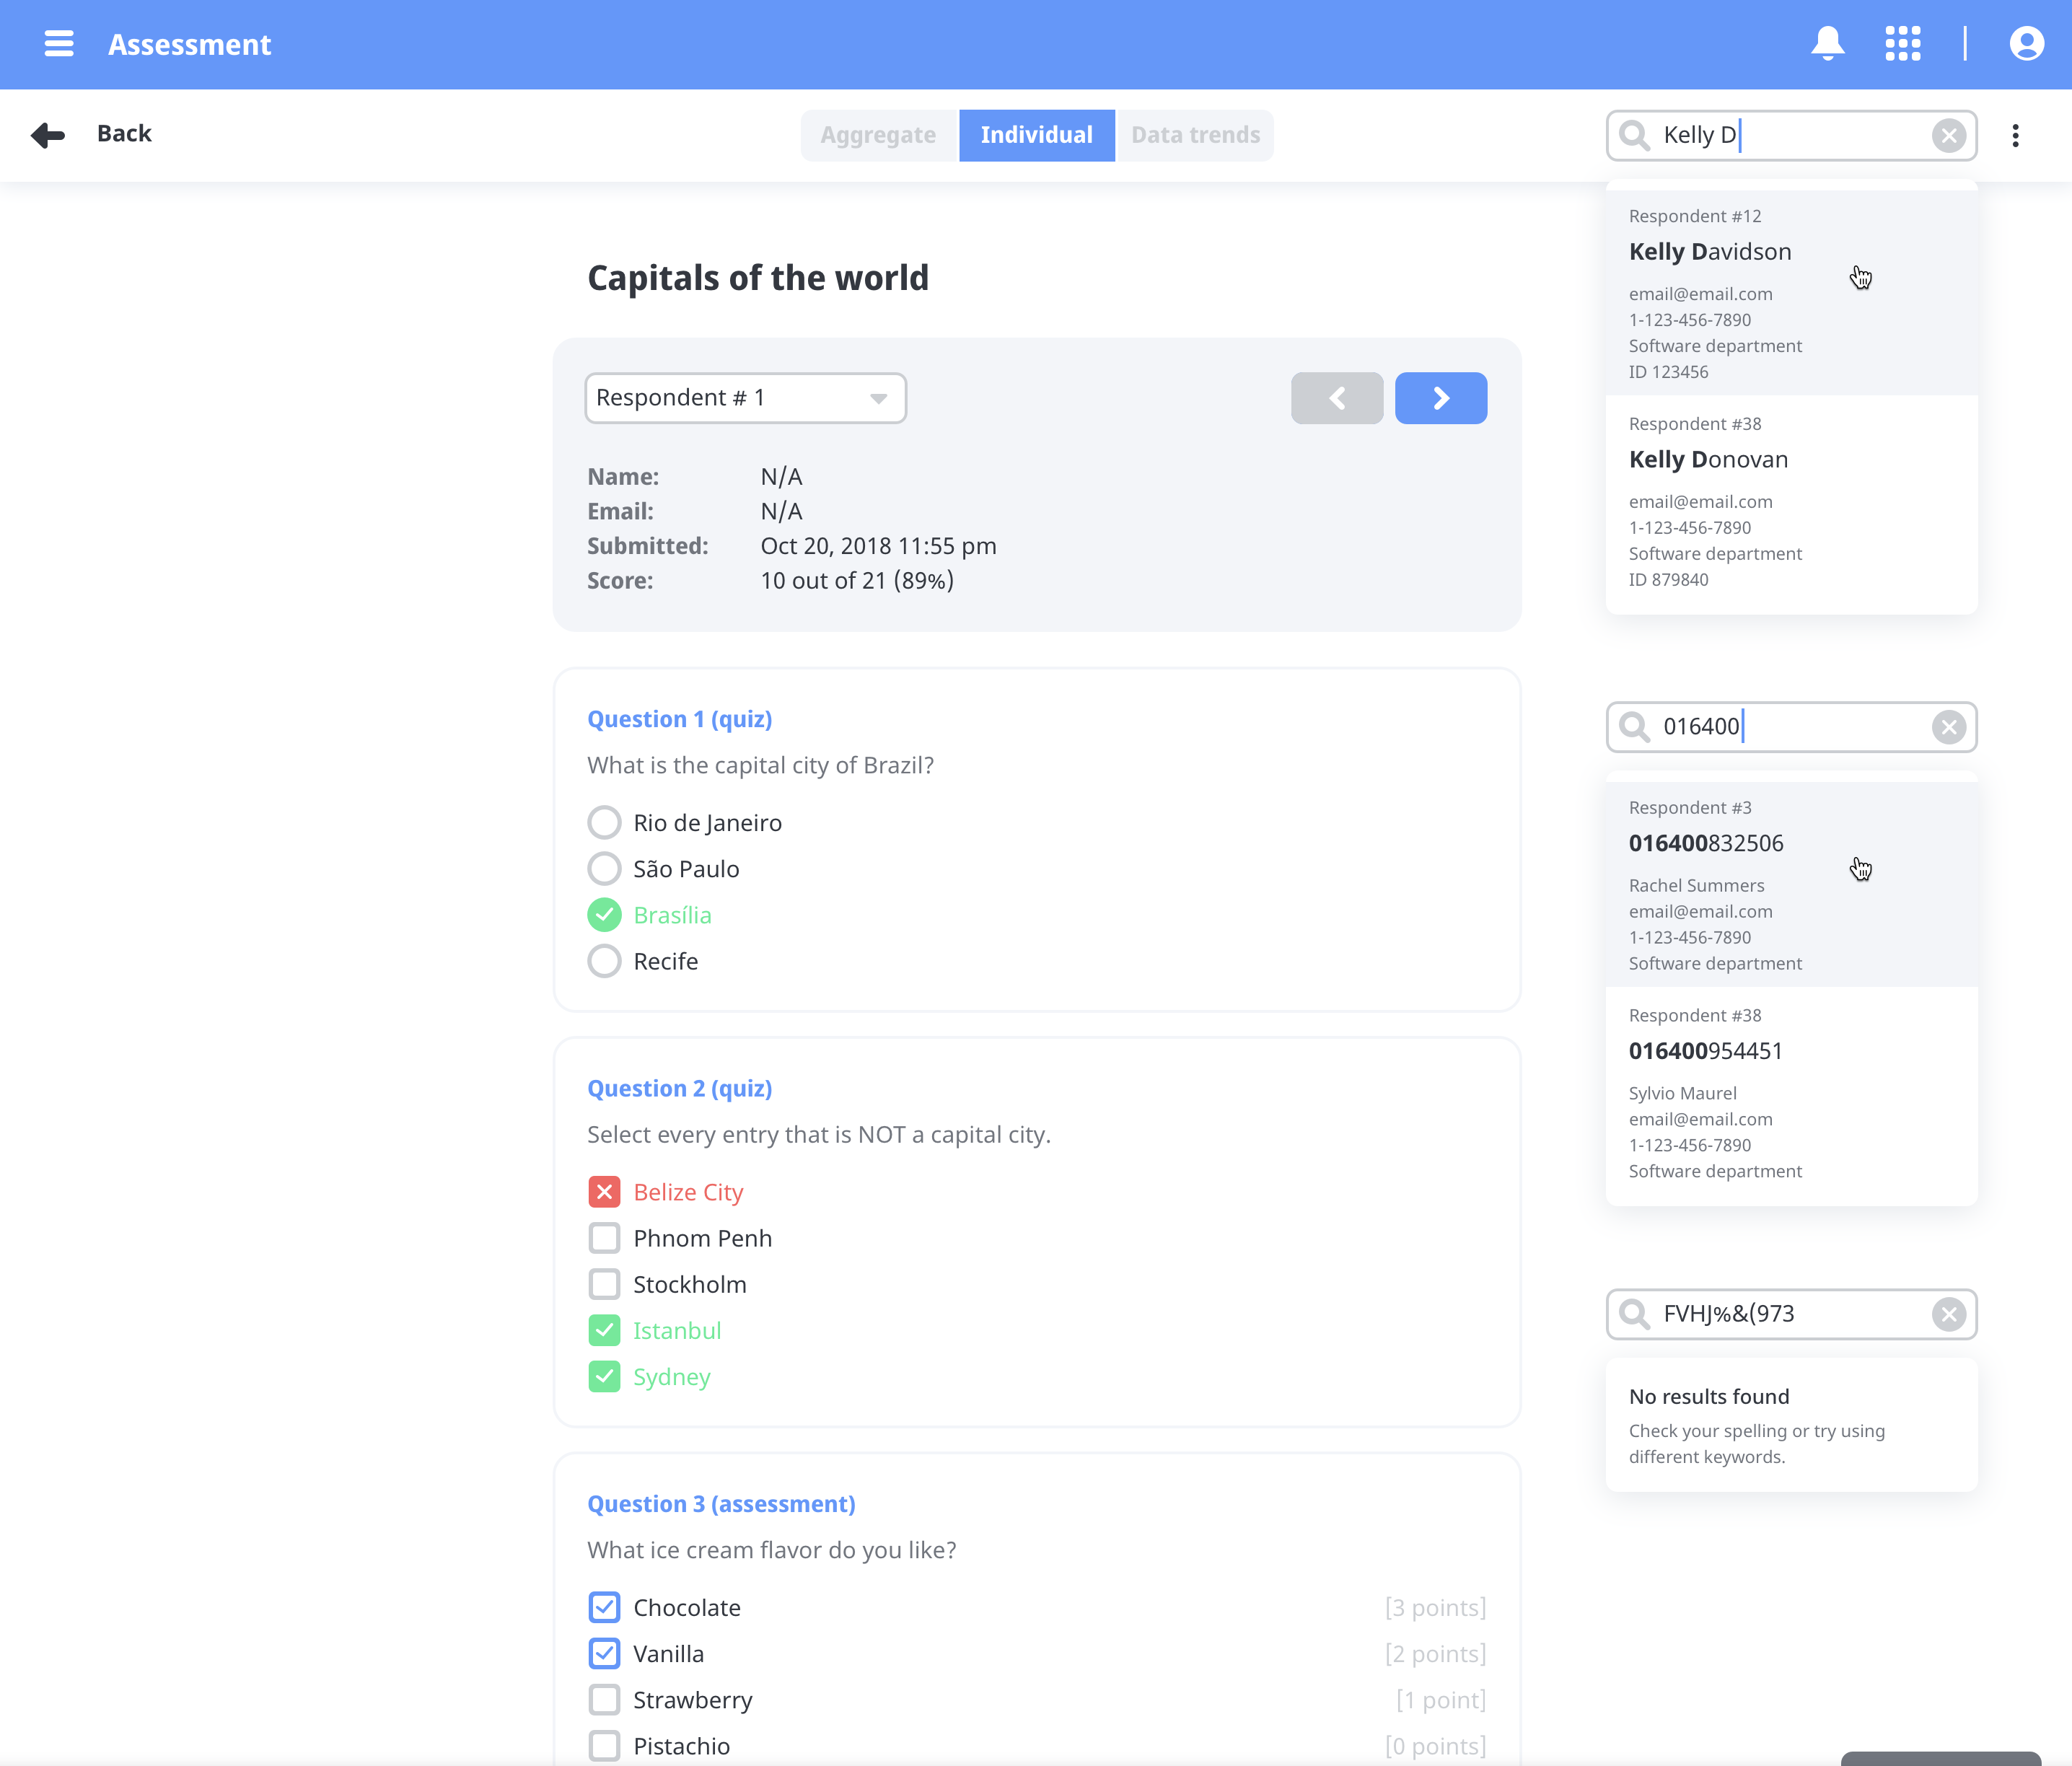 Assessment
Back
Aggregate
Individual
Data trends
Kelly D
Capitals of the world
Respondent # 1
Name: N/A
Email: N/A
Submitted: Oct 20, 2018 11:55 pm
Score: 10 out of 21 (89%)
Question 1 (quiz)
What is the capital city of Brazil?
Rio de Janeiro
São Paulo
Brasília
Recife
Question 2 (quiz)
Select every entry that is NOT a capital city.
Belize City
Phnom Penh
Stockholm
Istanbul
Sydney
Question 3 (assessment)
What ice cream flavor do you like?
Chocolate [3 points]
Vanilla [2 points]
Strawberry [1 point]
Pistachio [0 points]
Respondent #12
Kelly Davidson
email@email.com
1-123-456-7890
Software department
ID 123456
Respondent #38
Kelly Donovan
email@email.com
1-123-456-7890
Software department
ID 879840
016400
Respondent #3
016400832506
Rachel Summers
email@email.com
1-123-456-7890
Software department
Respondent #38
016400954451
Sylvio Maurel
email@email.com
1-123-456-7890
Software department
FVHJ%&(973
No results found
Check your spelling or try using
different keywords.